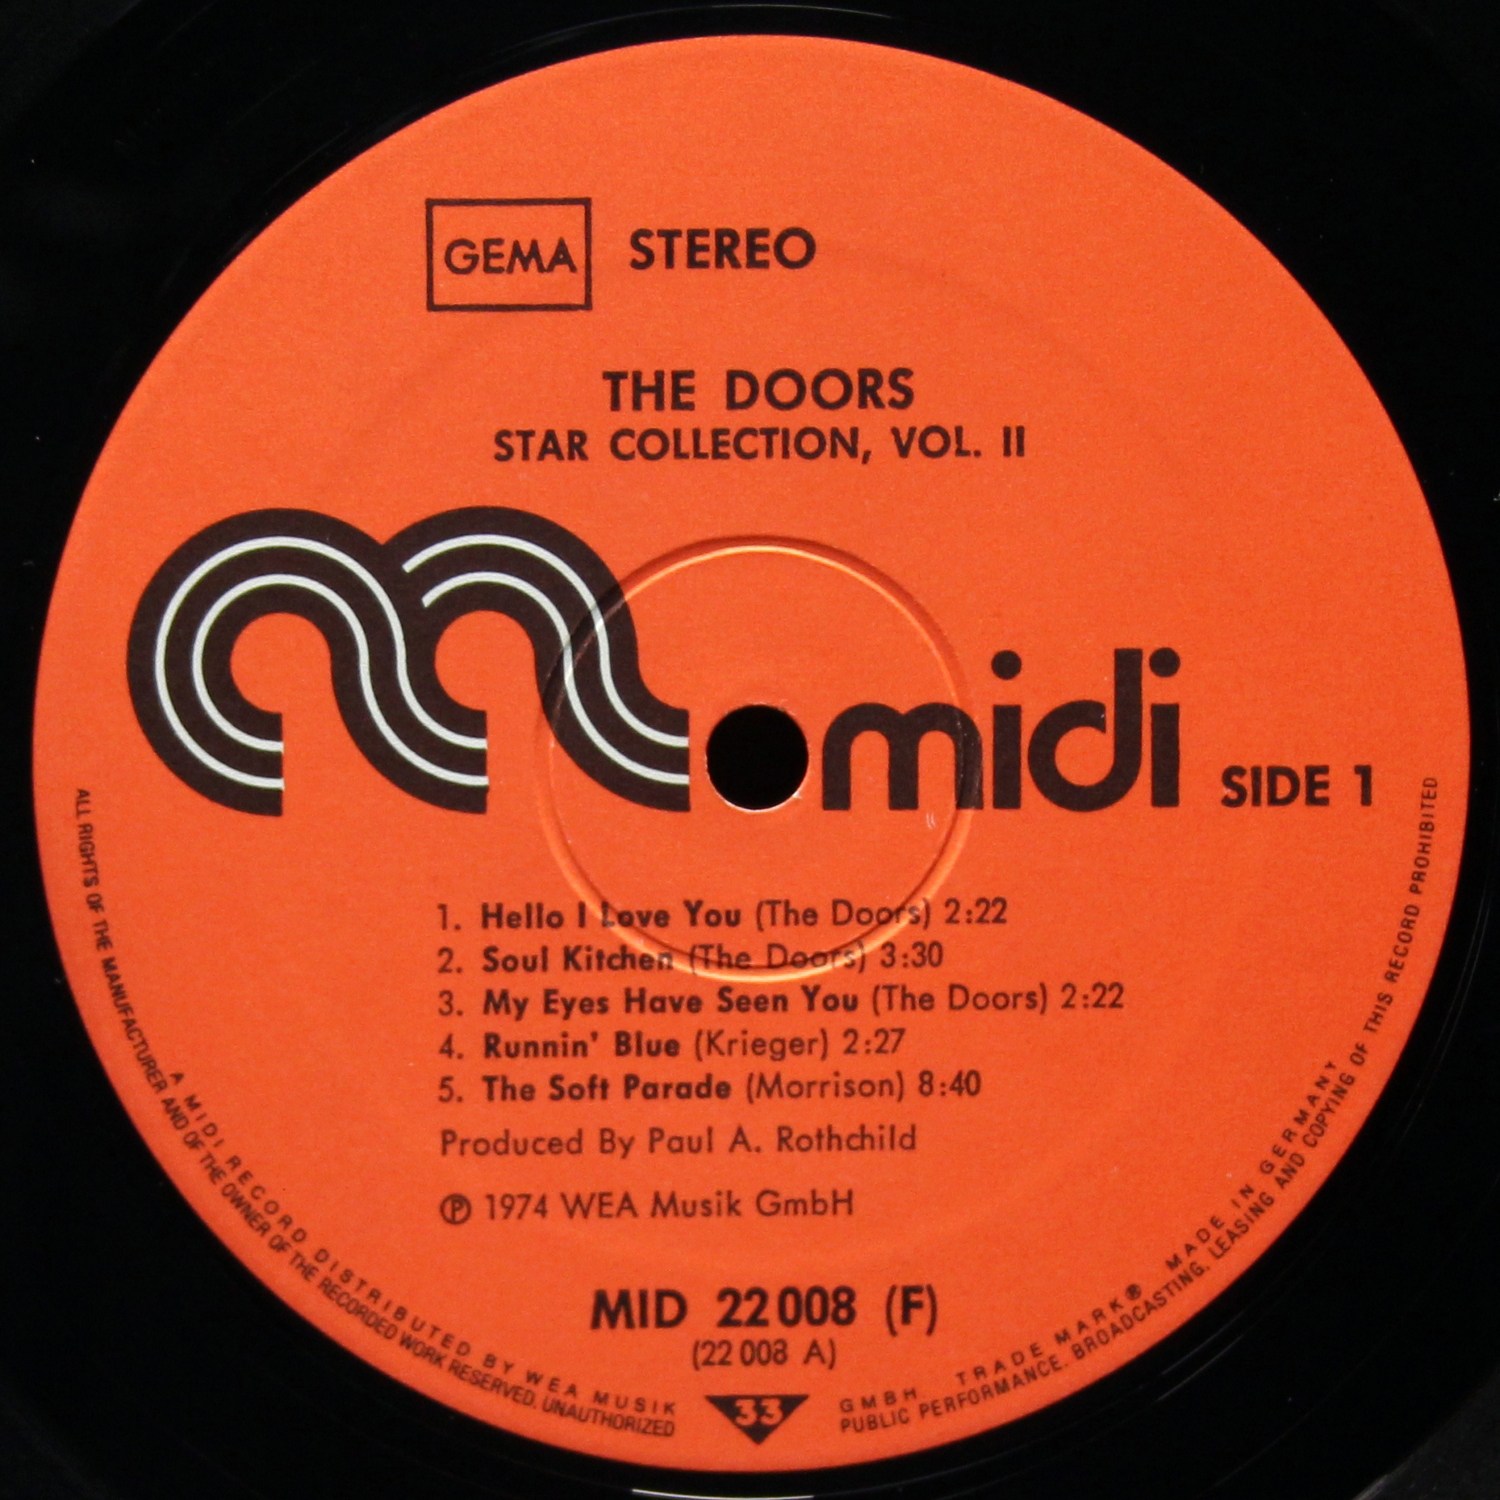 GEMA STEREO
THE DOORS
STAR COLLECTION, VOL. II
midi SIDE 1
1. Hello I Love You (The Doors) 2:22
2. Soul Kitchen (The Doors) 3:30
3. My Eyes Have Seen You (The Doors) 2:22
4. Runnin' Blue (Krieger) 2:27
5. The Soft Parade (Morrison) 8:40
Produced By Paul A. Rothchild
Ⓟ 1974 WEA Musik GmbH
MID 22 008 (F)
(22 008 A)
33
A MIDI RECORD DISTRIBUTED BY WEA MUSIK GMBH. TRADE MARK® MADE IN GERMANY
ALL RIGHTS OF THE MANUFACTURER AND OF THE OWNER OF THE RECORDED WORK RESERVED. UNAUTHORIZED PUBLIC PERFORMANCE. BROADCASTING. LEASING AND COPYING OF THIS RECORD PROHIBITED